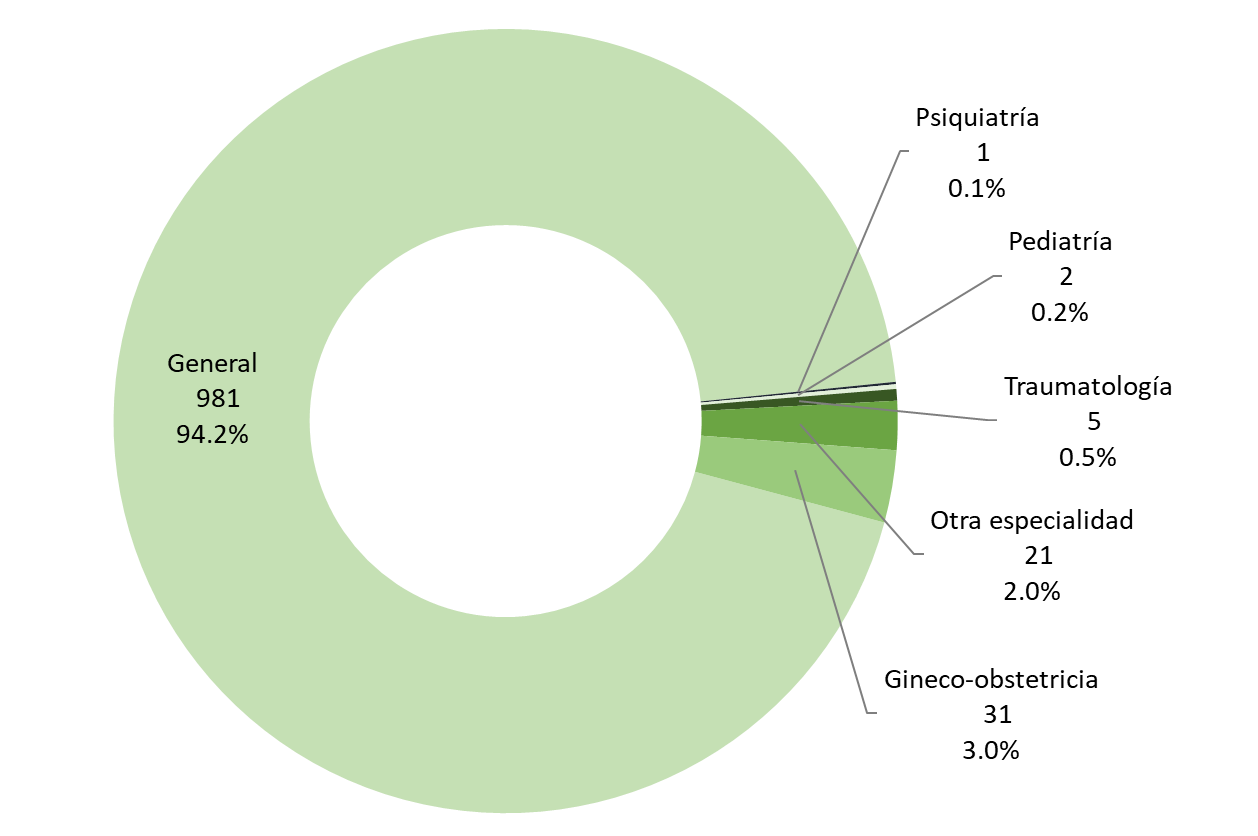 Psiquiatría
1
0.1%
Pediatría
2
0.2%
General
981
94.2%
Traumatología
5
0.5%
Otra especialidad
21
2.0%
Gineco-obstetricia
31
3.0%